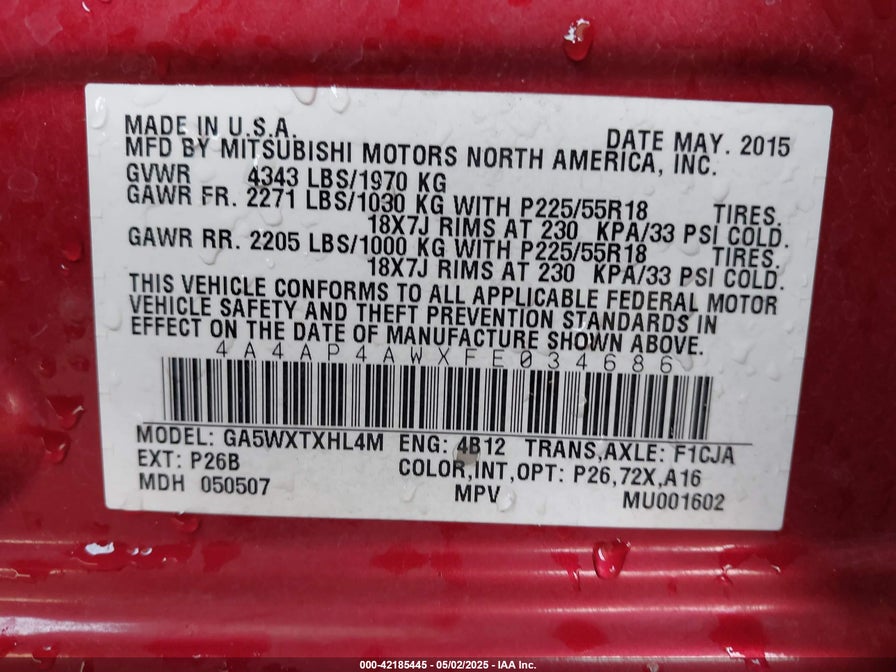 MADE IN U.S.A. DATE MAY. 2015
MFD BY MITSUBISHI MOTORS NORTH AMERICA, INC.
GVWR 4343 LBS/1970 KG
GAWR FR. 2271 LBS/1030 KG WITH P225/55R18 TIRES.
18X7J RIMS AT 230 KPA/33 PSI COLD.
GAWR RR. 2205 LBS/1000 KG WITH P225/55R18 TIRES.
18X7J RIMS AT 230 KPA/33 PSI COLD.
THIS VEHICLE CONFORMS TO ALL APPLICABLE FEDERAL MOTOR
VEHICLE SAFETY AND THEFT PREVENTION STANDARDS IN
EFFECT ON THE DATE OF MANUFACTURE SHOWN ABOVE.
4A4AP4AWXFE034686
MODEL: GA5WXTXHL4M ENG: 4B12 TRANS,AXLE: F1CJA
EXT: P26B COLOR,INT,OPT: P26,72X,A16
MDH 050507 MPV MU001602
000-42185445 - 05/02/2025 - IAA Inc.